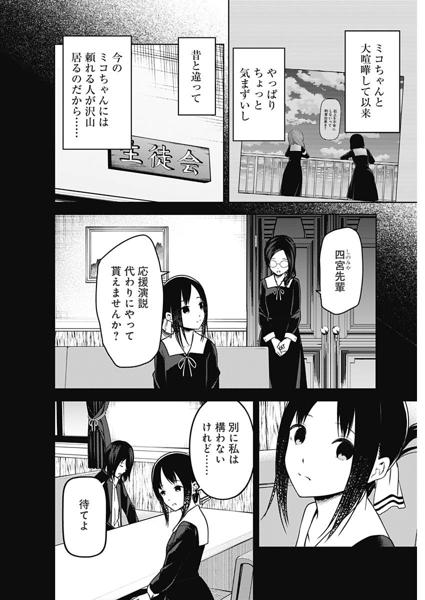 ミコちゃんと
大喧嘩して以来
やっぱり
ちょっと
気まずいし
昔と違って
今の
ミコちゃんには
頼れる人が沢山
居るのだから……
生徒会
四宮先輩
しのみや
応援演説
代わりにやって
貰えませんか？
別に私は
構わない
けれど……
待てよ